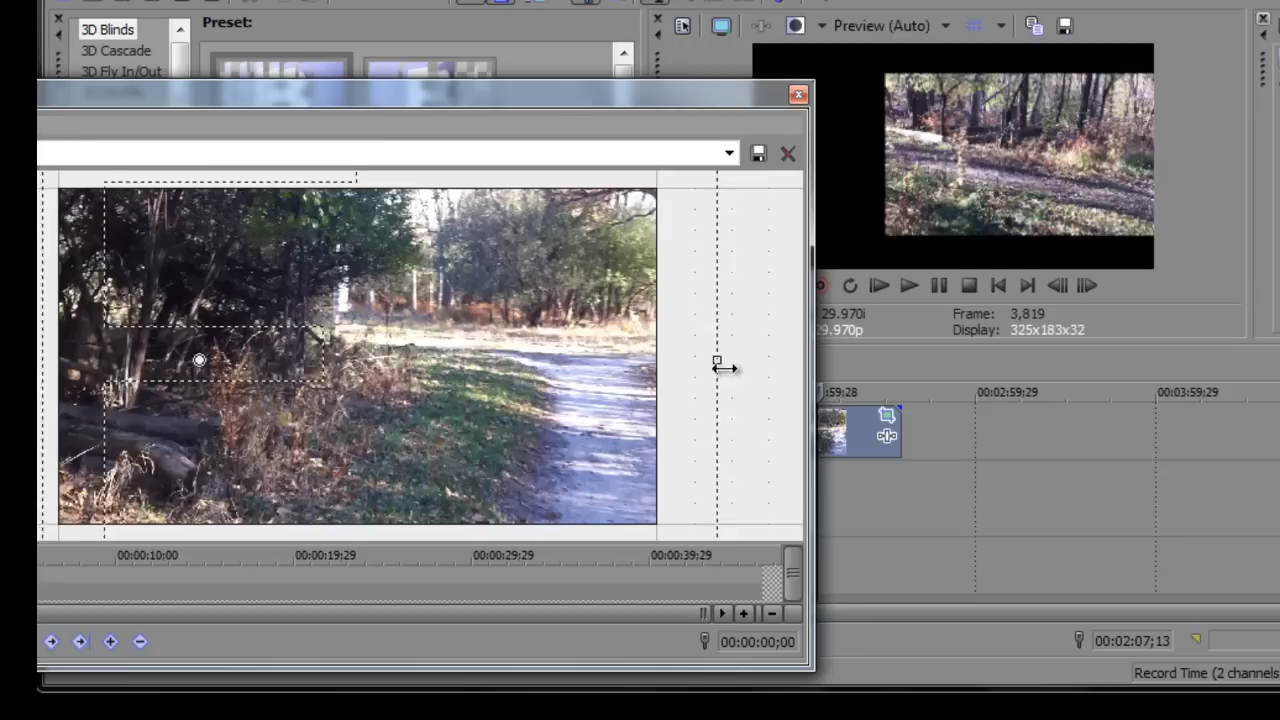 3D Blinds
3D Cascade
3D Fly In/Out
Preset:
Preview (Auto)
29.970i
29.970p
Frame: 3,819
Display: 325x183x32
:59;28
00:02:59;29
00:03:59;29
00:00:10:00
00:00:19;29
00:00:29;29
00:00:39;29
00:00:00;00
00:02:07;13
Record Time (2 channels